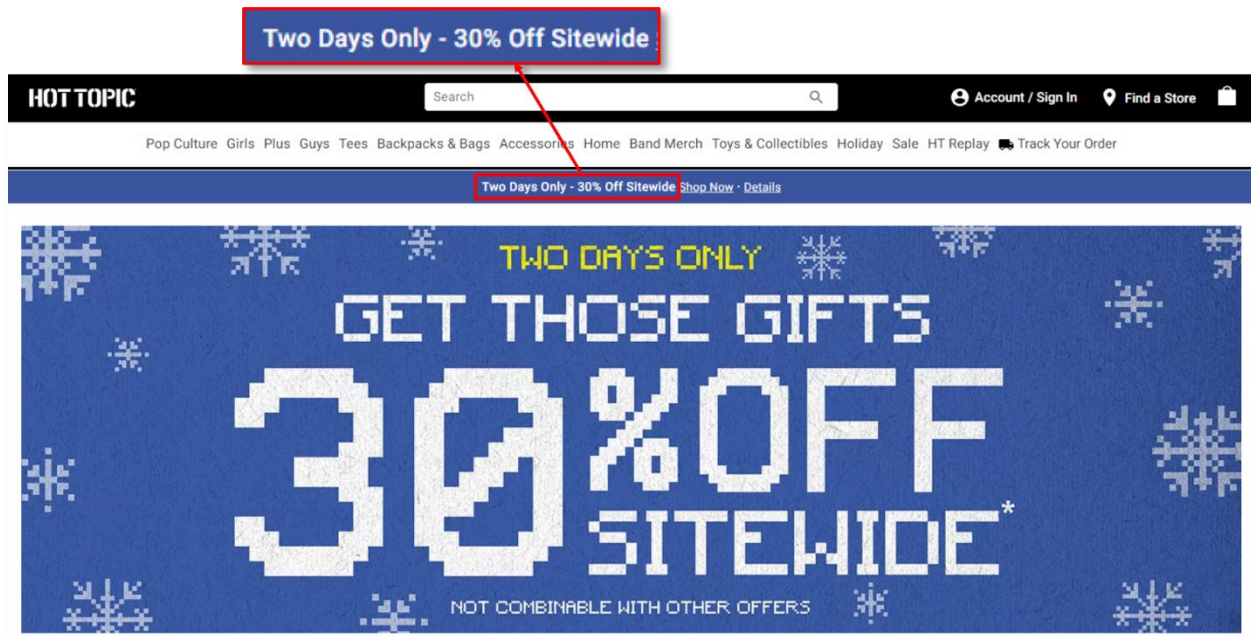 Two Days Only - 30% Off Sitewide
HOT TOPIC
Search
Account / Sign In
Find a Store
Pop Culture Girls Plus Guys Tees Backpacks & Bags Accessories Home Band Merch Toys & Collectibles Holiday Sale HT Replay Track Your Order
Two Days Only - 30% Off Sitewide Shop Now · Details
TWO DAYS ONLY
GET THOSE GIFTS
30%OFF
SITEWIDE*
NOT COMBINABLE WITH OTHER OFFERS